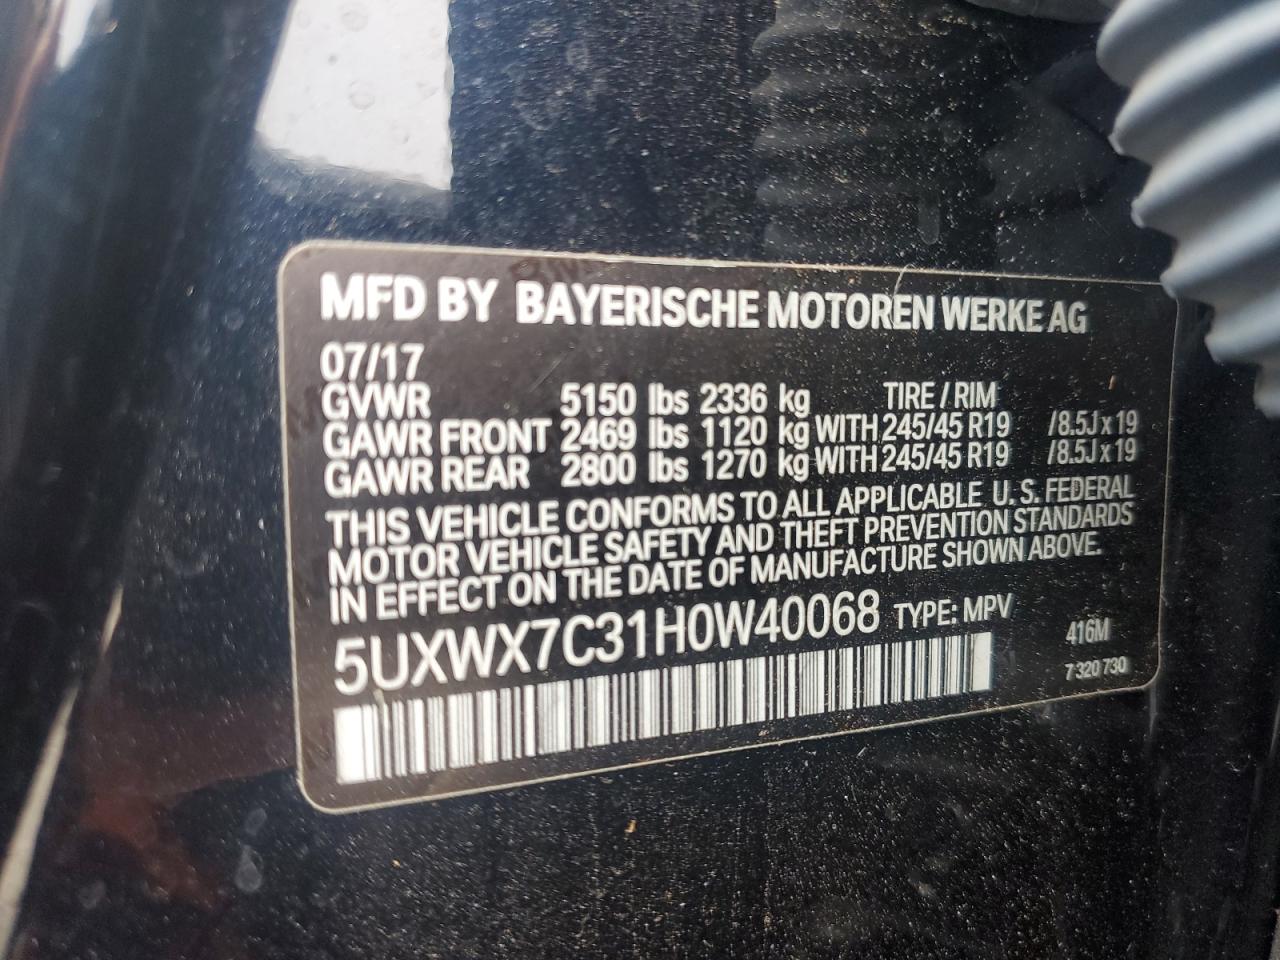 MFD BY BAYERISCHE MOTOREN WERKE AG
07/17
GVWR 5150 lbs 2336 kg TIRE / RIM
GAWR FRONT 2469 lbs 1120 kg WITH 245/45 R19 /8.5J x 19
GAWR REAR 2800 lbs 1270 kg WITH 245/45 R19 /8.5J x 19
THIS VEHICLE CONFORMS TO ALL APPLICABLE U.S. FEDERAL
MOTOR VEHICLE SAFETY AND THEFT PREVENTION STANDARDS
IN EFFECT ON THE DATE OF MANUFACTURE SHOWN ABOVE.
5UXWX7C31H0W40068 TYPE: MPV
416M
7 320 730